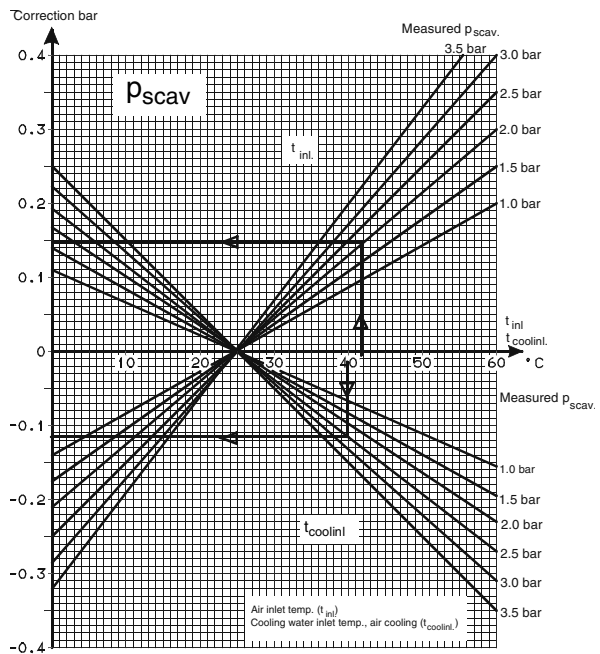 Correction bar
Measured pscav.
3.5 bar
0.4
3.0 bar
pscav
2.5 bar
0.3
2.0 bar
t inl.
1.5 bar
0.2
1.0 bar
0.1
t inl
t coolinl.
0
10 20 30 40 50 60 °C
Measured pscav.
-0.1
1.0 bar
1.5 bar
-0.2
2.0 bar
tcoolinl
2.5 bar
-0.3
3.0 bar
Air inlet temp. (tinl)
Cooling water inlet temp., air cooling (tcoolinl.)
3.5 bar
-0.4